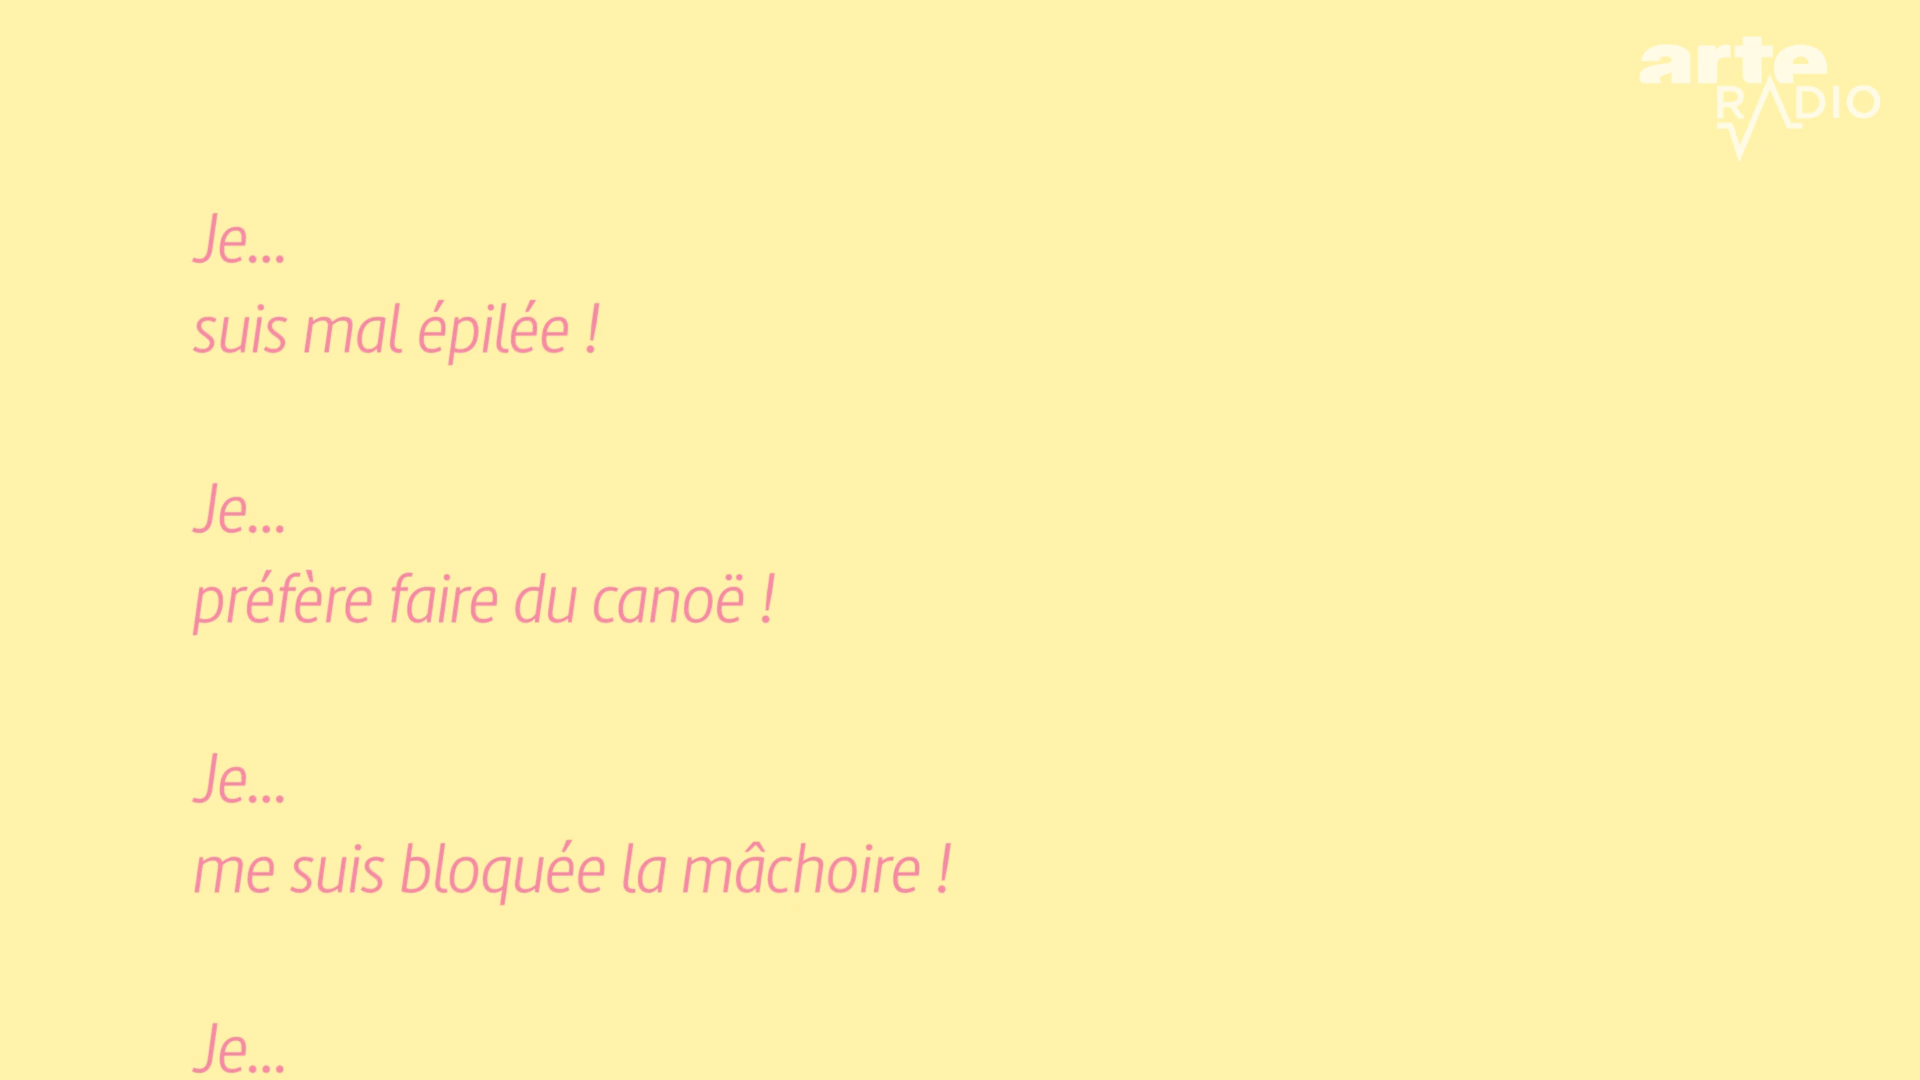 arte
RADIO
Je...
suis mal épilée !
Je...
préfère faire du canoë !
Je...
me suis bloquée la mâchoire !
Je...